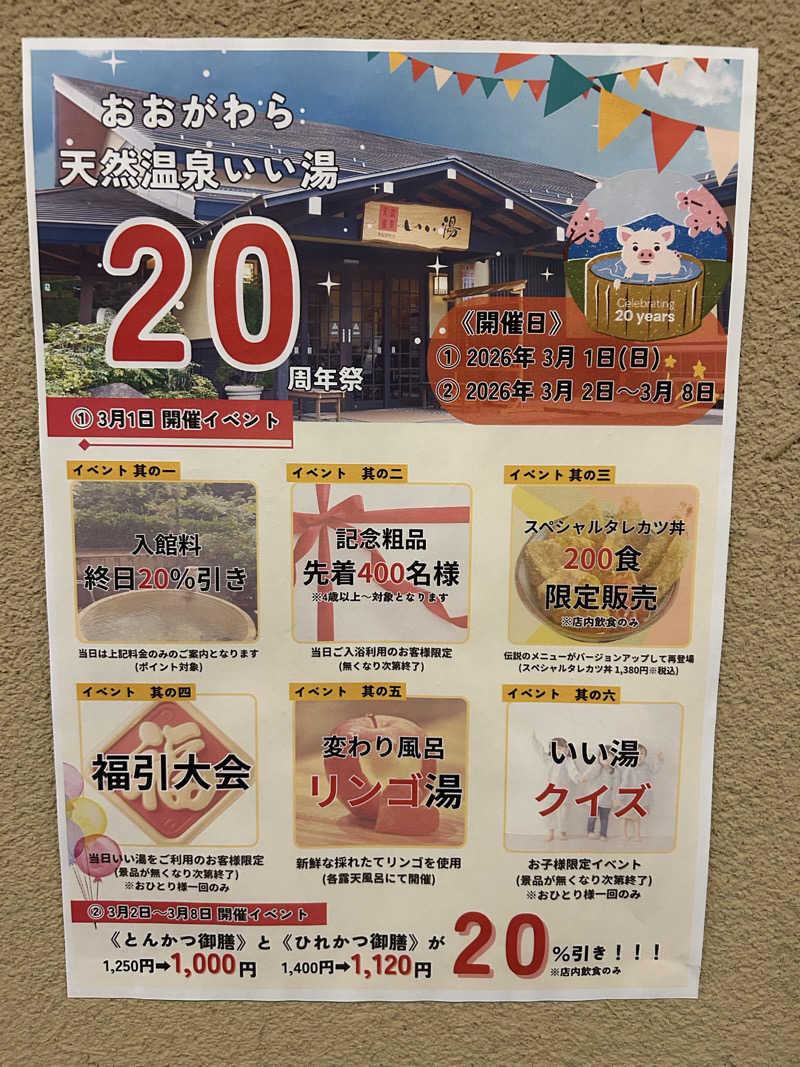 おおがわら
天然温泉いい湯
20
周年祭
いい湯
Celebrating
20 years
《開催日》
① 2026年 3月 1日(日)
② 2026年 3月 2日～3月 8日
① 3月1日 開催イベント
イベント 其の一
入館料
終日20%引き
当日は上記料金のみのご案内となります
(ポイント対象)
イベント 其の二
記念粗品
先着400名様
※4歳以上～対象となります
当日ご入浴利用のお客様限定
(無くなり次第終了)
イベント 其の三
スペシャルタレカツ丼
200食
限定販売
※店内飲食のみ
伝説のメニューがバージョンアップして再登場
(スペシャルタレカツ丼 1,380円※税込)
イベント 其の四
福
福引大会
当日いい湯をご利用のお客様限定
(景品が無くなり次第終了)
※おひとり様一回のみ
イベント 其の五
変わり風呂
リンゴ湯
新鮮な採れたてリンゴを使用
(各露天風呂にて開催)
イベント 其の六
いい湯
クイズ
お子様限定イベント
(景品が無くなり次第終了)
※おひとり様一回のみ
② 3月2日～3月8日 開催イベント
《とんかつ御膳》と《ひれかつ御膳》が
1,250円➡1,000円 1,400円➡1,120円
20%引き！！！
※店内飲食のみ